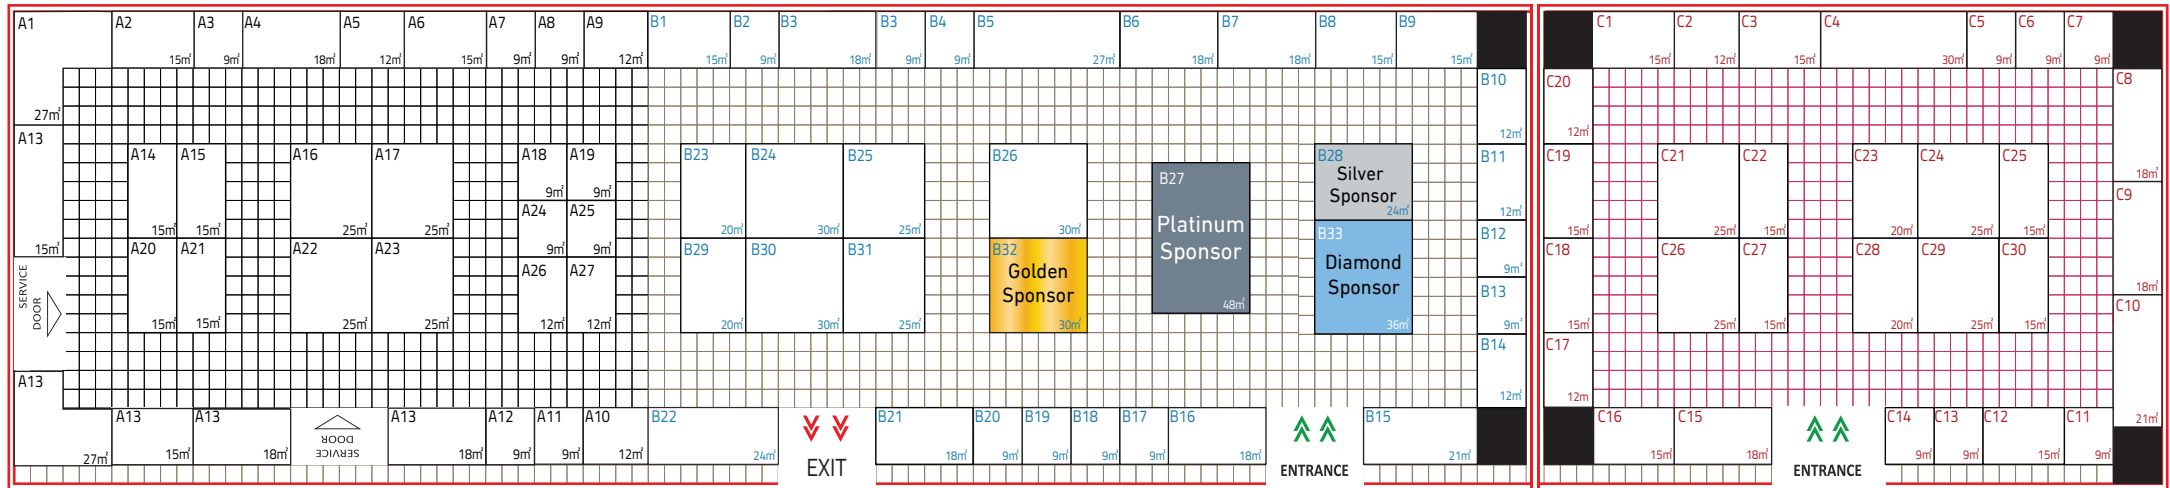 A1 A2 A3 A4 A5 A6 A7 A8 A9 B1 B2 B3 B3 B4 B5 B6 B7 B8 B9 C1 C2 C3 C4 C5 C6 C7
15m² 9m² 18m² 12m² 15m² 9m² 9m² 12m² 15m² 9m² 18m² 9m² 9m² 27m² 18m² 18m² 15m² 15m² 15m² 12m² 15m² 30m² 9m² 9m² 9m²
B10 C20 C8
27m²
A13 12m² 12m²
A14 A15 A16 A17 A18 A19 B23 B24 B25 B26 B28 B11 C19 C21 C22 C23 C24 C25
Silver
B27 18m²
9m² 9m² Sponsor C9
A24 A25 24m² 12m²
Platinum
15m² 15m² 25m² 25m² 20m² 30m² 25m² 30m² B33 B12 15m² 25m² 15m² 20m² 25m² 15m²
15m² 9m² 9m² Sponsor
A20 A21 A22 A23 B29 B30 B31 B32 C18 C26 C27 C28 C29 C30
A26 A27 Golden Diamond 9m²
SERVICE
DOOR
Sponsor Sponsor B13 18m²
48m² C10
15m² 15m² 25m² 25m² 12m² 12m² 20m² 30m² 25m² 30m² 36m² 9m² 15m² 25m² 15m² 20m² 25m² 15m²
B14 C17
A13 12m² 12m
A13 A13 A13 A12 A11 A10 B22 B21 B20 B19 B18 B17 B16 B15 C16 C15 C14 C13 C12 C11 21m²
SERVICE
DOOR
27m² 15m² 18m² 18m² 9m² 9m² 12m² 24m² 18m² 9m² 9m² 9m² 9m² 18m² 21m² 15m² 18m² 9m² 9m² 15m² 9m²
EXIT ENTRANCE ENTRANCE